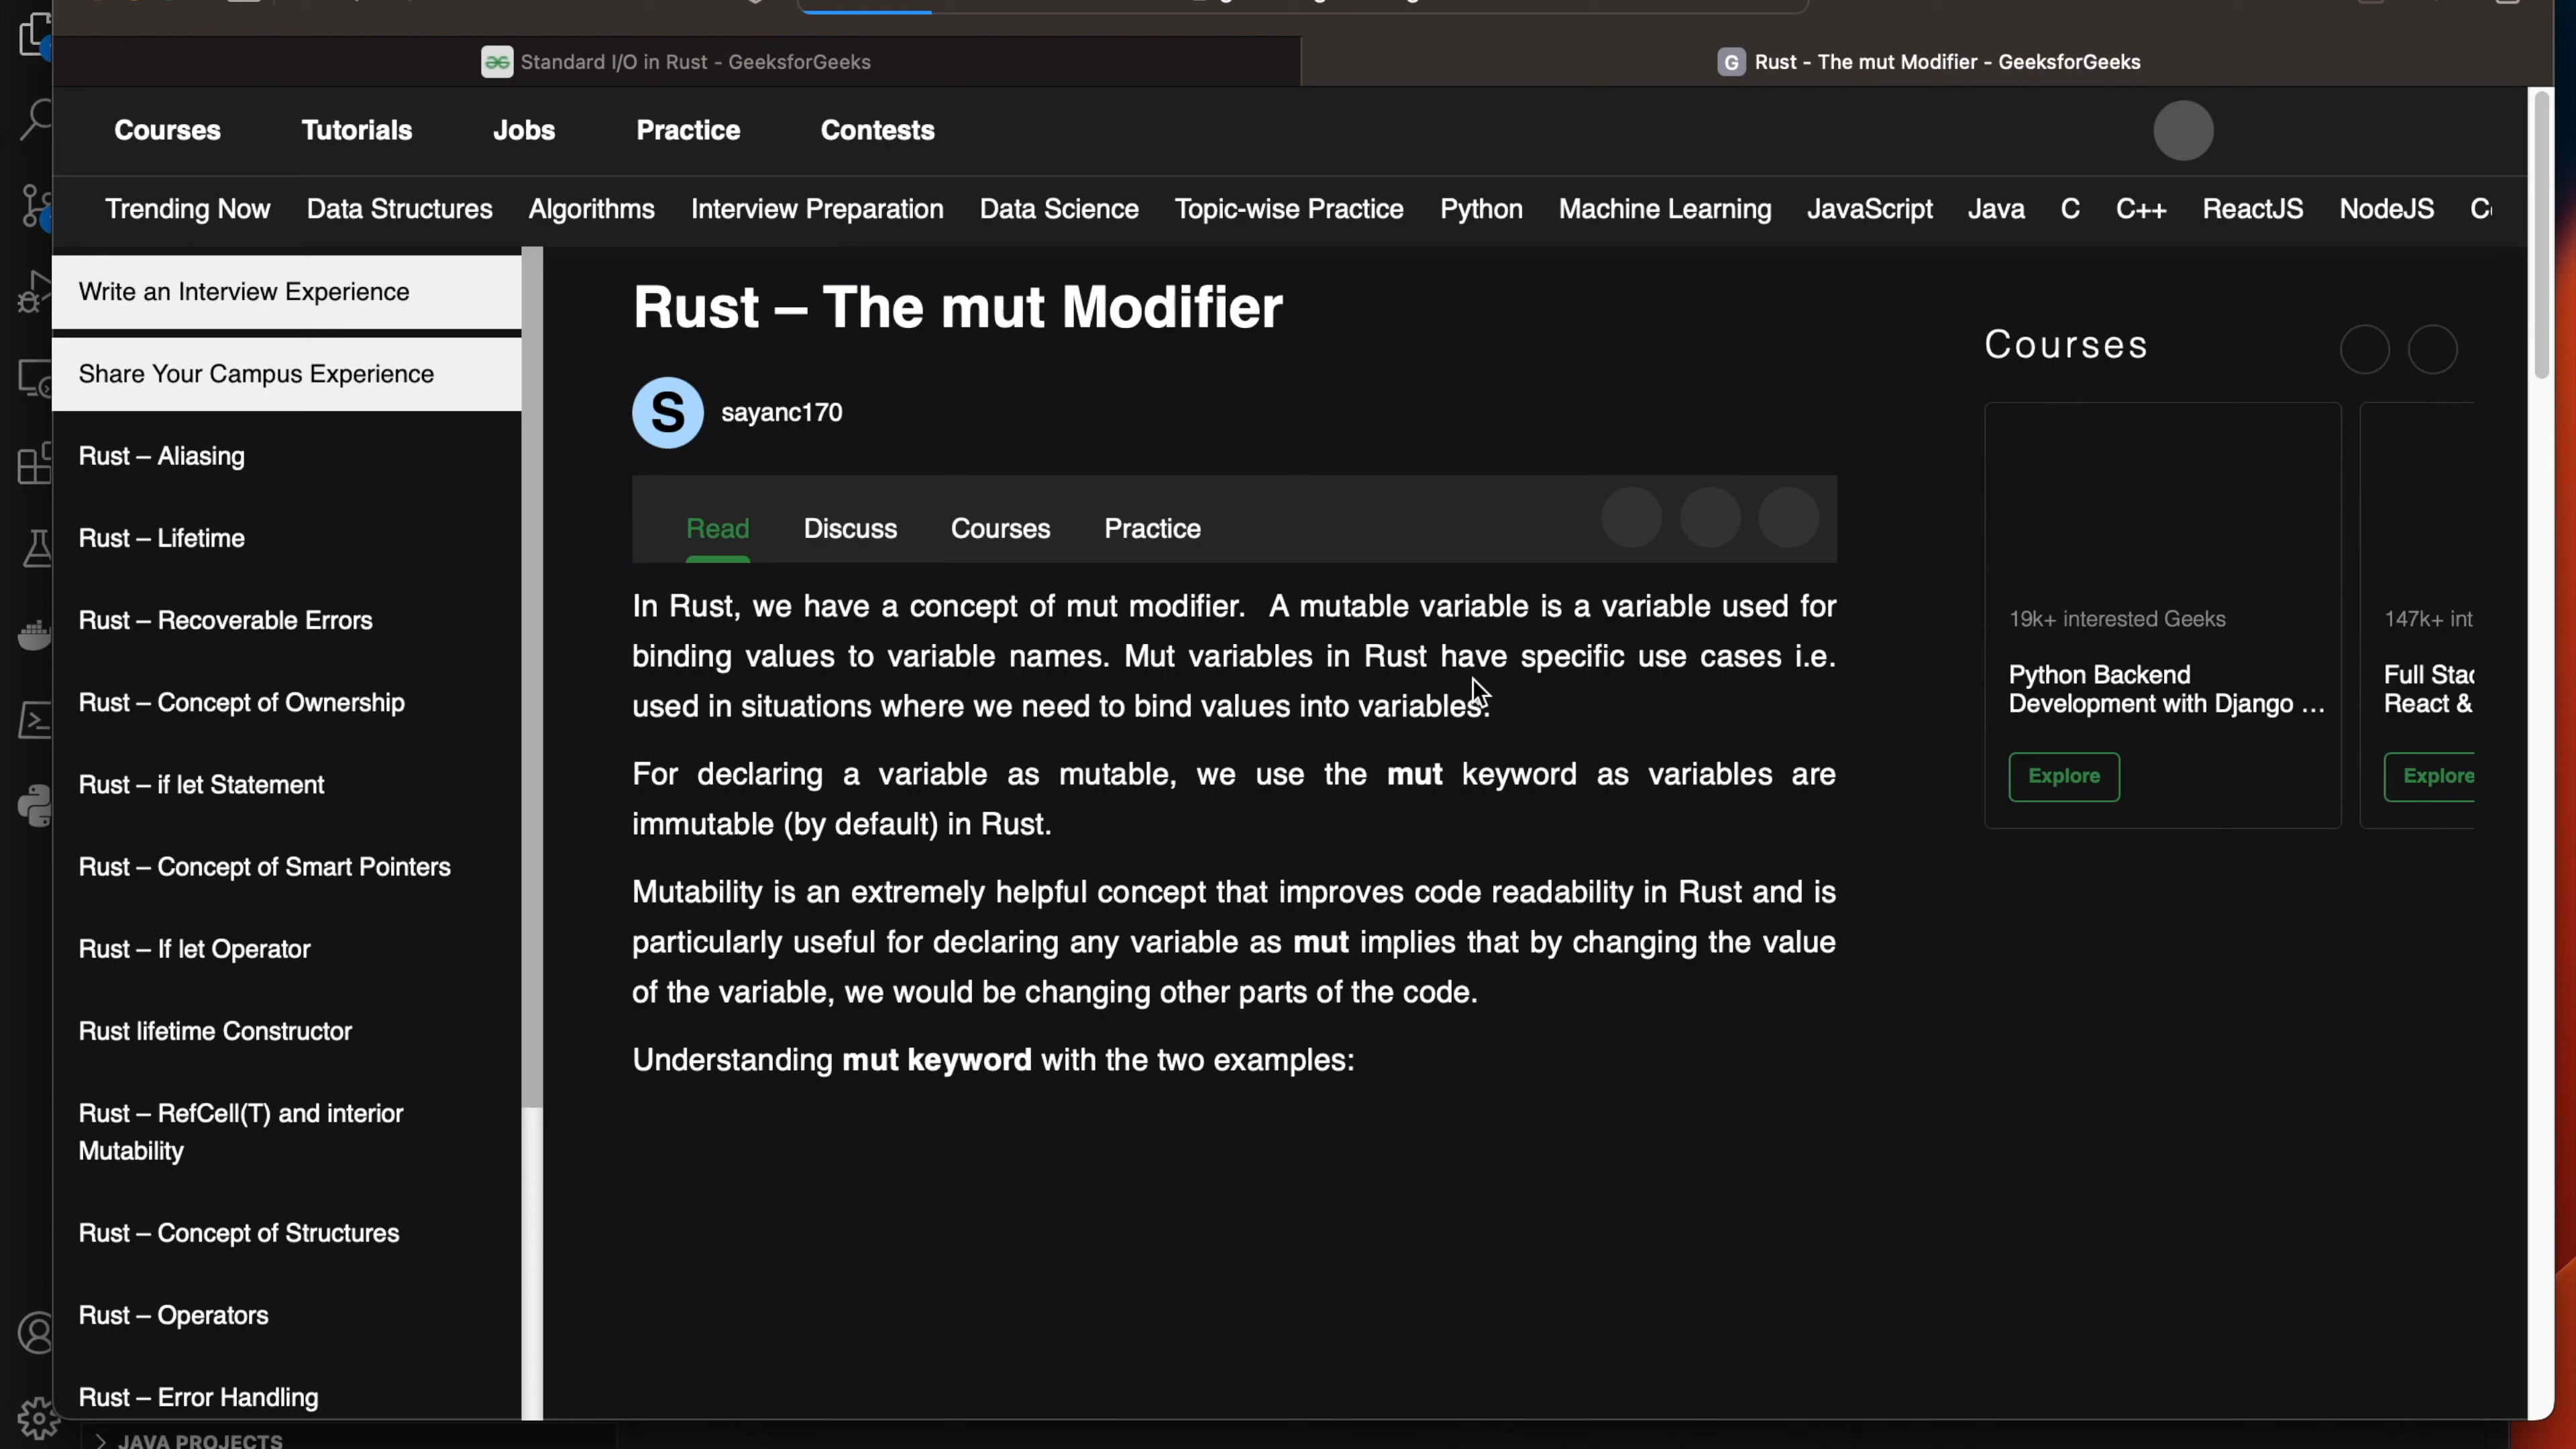 Standard I/O in Rust - GeeksforGeeks
G Rust - The mut Modifier - GeeksforGeeks
Courses Tutorials Jobs Practice Contests
Trending Now Data Structures Algorithms Interview Preparation Data Science Topic-wise Practice Python Machine Learning JavaScript Java C C++ ReactJS NodeJS
Write an Interview Experience
Share Your Campus Experience
Rust – Aliasing
Rust – Lifetime
Rust – Recoverable Errors
Rust – Concept of Ownership
Rust – if let Statement
Rust – Concept of Smart Pointers
Rust – If let Operator
Rust lifetime Constructor
Rust – RefCell(T) and interior
Mutability
Rust – Concept of Structures
Rust – Operators
Rust – Error Handling
Rust – The mut Modifier
S sayanc170
Read Discuss Courses Practice
In Rust, we have a concept of mut modifier. A mutable variable is a variable used for
binding values to variable names. Mut variables in Rust have specific use cases i.e.
used in situations where we need to bind values into variables.
For declaring a variable as mutable, we use the mut keyword as variables are
immutable (by default) in Rust.
Mutability is an extremely helpful concept that improves code readability in Rust and is
particularly useful for declaring any variable as mut implies that by changing the value
of the variable, we would be changing other parts of the code.
Understanding mut keyword with the two examples:
Courses
19k+ interested Geeks
Python Backend
Development with Django ...
Explore
147k+ int
Full Stac
React &
Explore
JAVA PROJECTS